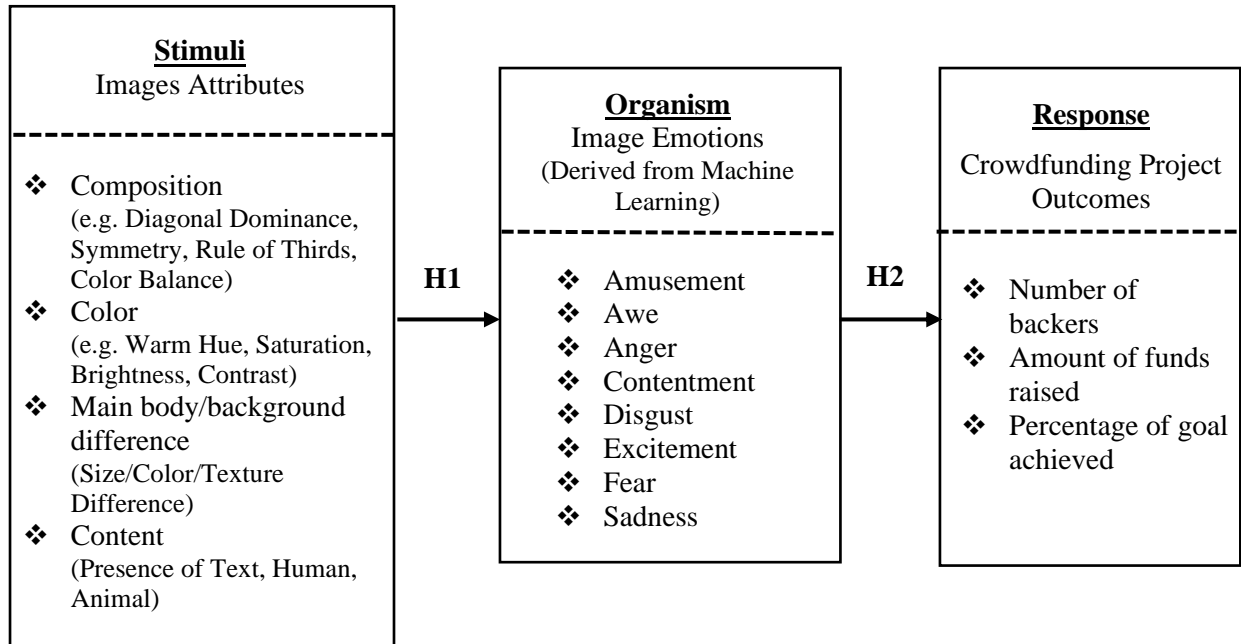 Stimuli
Images Attributes
❖ Composition
(e.g. Diagonal Dominance,
Symmetry, Rule of Thirds,
Color Balance)
❖ Color
(e.g. Warm Hue, Saturation,
Brightness, Contrast)
❖ Main body/background
difference
(Size/Color/Texture
Difference)
❖ Content
(Presence of Text, Human,
Animal)
H1
Organism
Image Emotions
(Derived from Machine
Learning)
❖ Amusement
❖ Awe
❖ Anger
❖ Contentment
❖ Disgust
❖ Excitement
❖ Fear
❖ Sadness
H2
Response
Crowdfunding Project
Outcomes
❖ Number of
backers
❖ Amount of funds
raised
❖ Percentage of goal
achieved